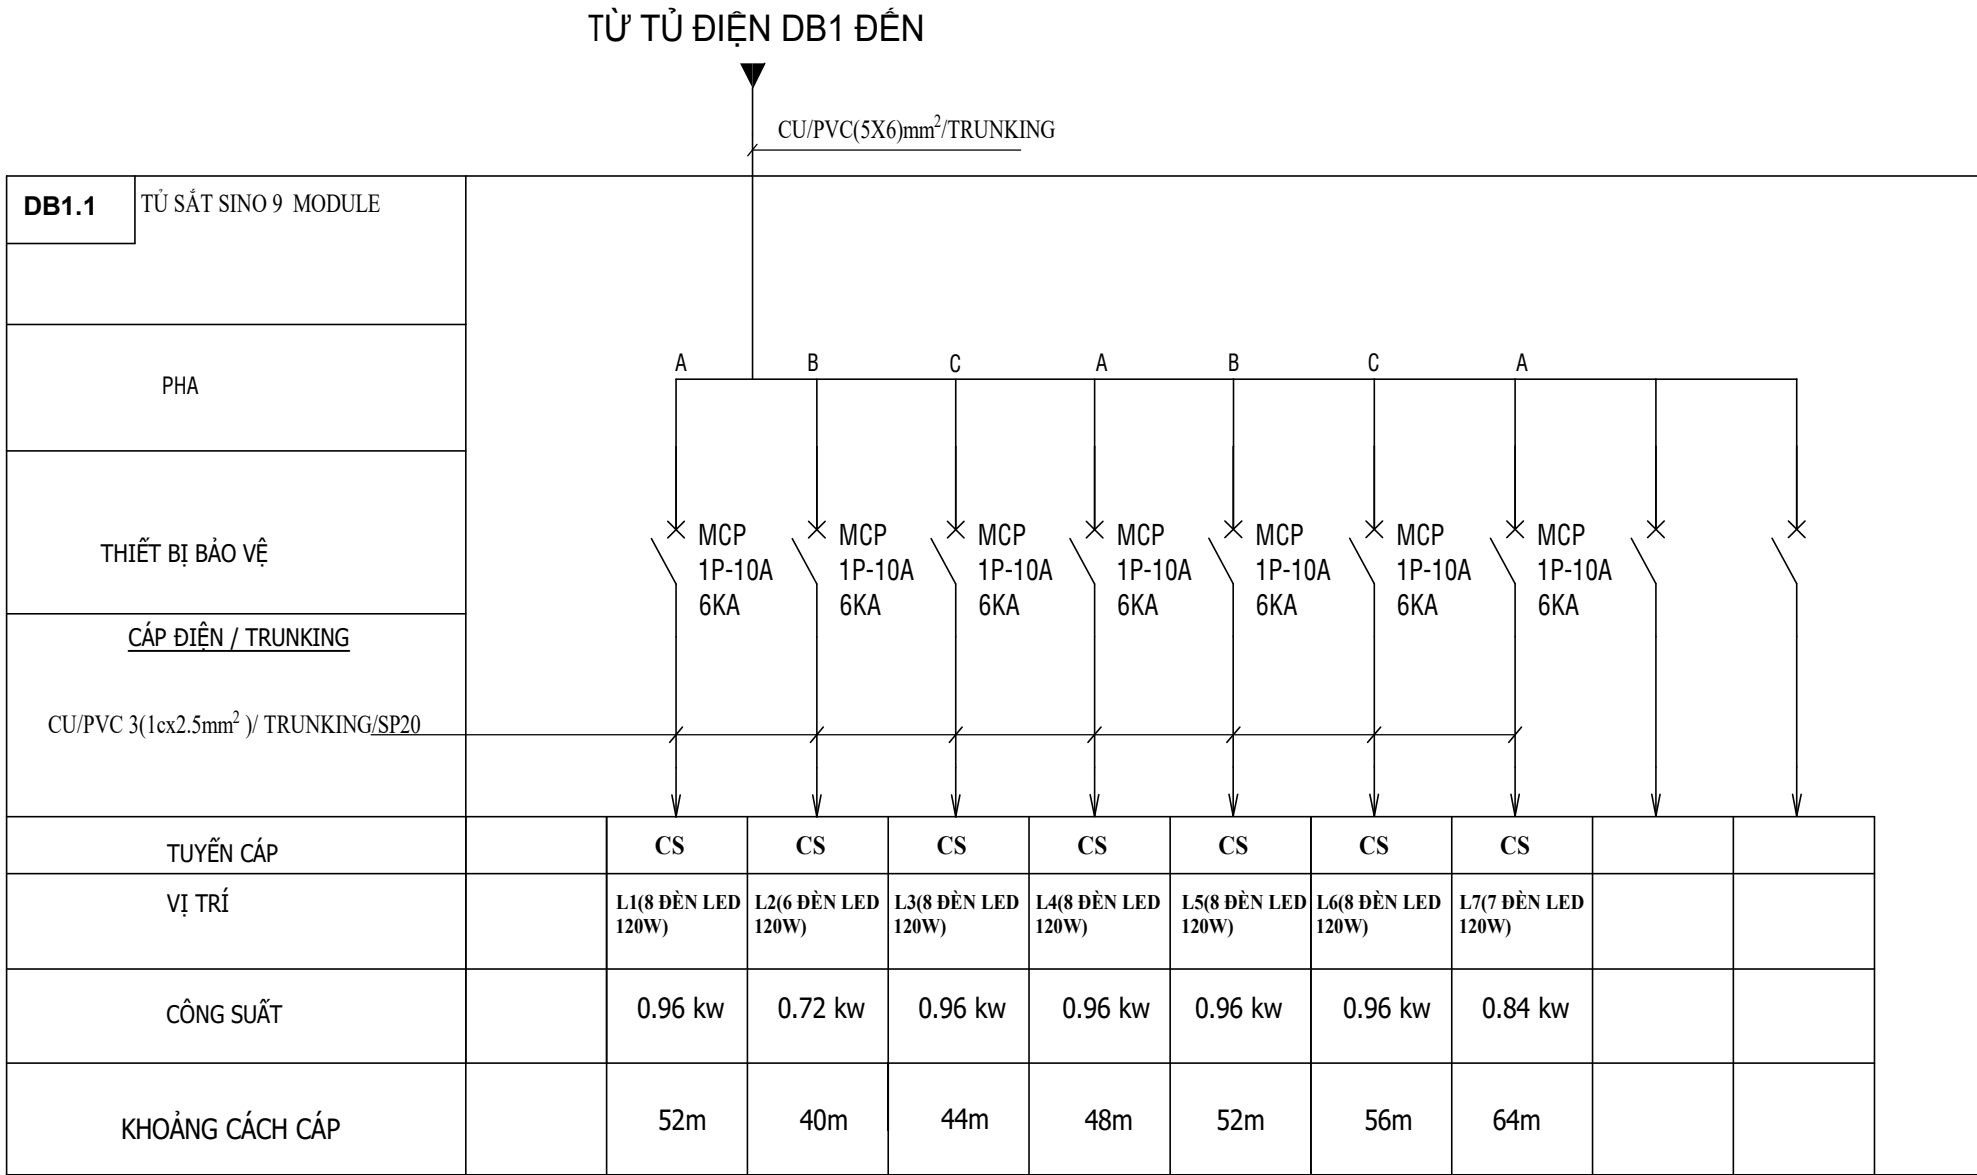 TỪ TỦ ĐIỆN DB1 ĐẾN
CU/PVC(5X6)mm²/TRUNKING
DB1.1 TỦ SẮT SINO 9 MODULE
PHA A B C A B C A
THIẾT BỊ BẢO VỆ
MCP MCP MCP MCP MCP MCP MCP
1P-10A 1P-10A 1P-10A 1P-10A 1P-10A 1P-10A 1P-10A
6KA 6KA 6KA 6KA 6KA 6KA 6KA
CÁP ĐIỆN / TRUNKING
CU/PVC 3(1cx2.5mm² )/ TRUNKING/SP20
TUYẾN CÁP CS CS CS CS CS CS CS
VỊ TRÍ
L1(8 ĐÈN LED L2(6 ĐÈN LED L3(8 ĐÈN LED L4(8 ĐÈN LED L5(8 ĐÈN LED L6(8 ĐÈN LED L7(7 ĐÈN LED
120W) 120W) 120W) 120W) 120W) 120W) 120W)
CÔNG SUẤT 0.96 kw 0.72 kw 0.96 kw 0.96 kw 0.96 kw 0.96 kw 0.84 kw
KHOẢNG CÁCH CÁP 52m 40m 44m 48m 52m 56m 64m